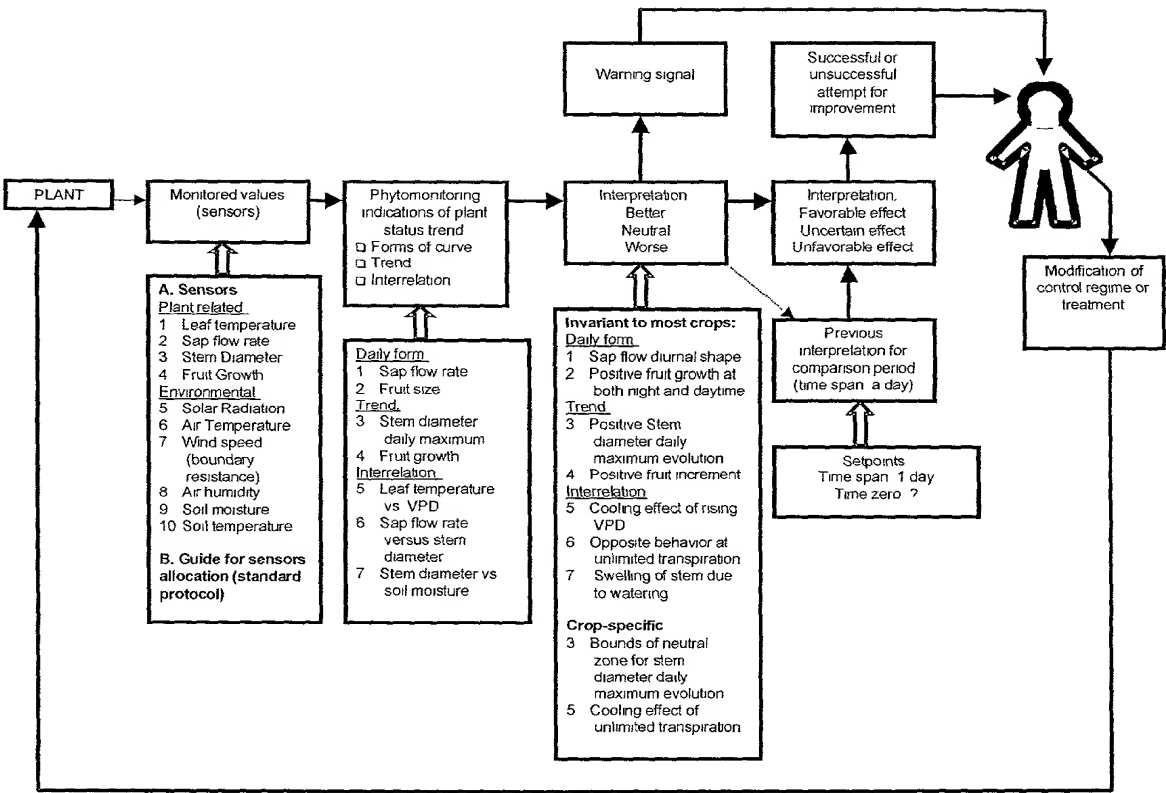 Warning signal
Successful or
unsuccessful
attempt for
improvement
PLANT
Monitored values
(sensors)
Phytomonitoring
indications of plant
status trend
Forms of curve
Trend
Interrelation
Interpretation
Better
Neutral
Worse
Interpretation.
Favorable effect
Uncertain effect
Unfavorable effect
Modification of
control regime or
treatment
A. Sensors
Plant related
1 Leaf temperature
2 Sap flow rate
3 Stem Diameter
4 Fruit Growth
Environmental
5 Solar Radiation
6 Air Temperature
7 Wind speed
(boundary
resistance)
8 Air humidity
9 Soil moisture
10 Soil temperature
B. Guide for sensors
allocation (standard
protocol)
Daily form
1 Sap flow rate
2 Fruit size
Trend.
3 Stem diameter
daily maximum
4 Fruit growth
Interrelation
5 Leaf temperature
vs VPD
6 Sap flow rate
versus stem
diameter
7 Stem diameter vs
soil moisture
Invariant to most crops:
Daily form
1 Sap flow diurnal shape
2 Positive fruit growth at
both night and daytime
Trend
3 Positive Stem
diameter daily
maximum evolution
4 Positive fruit increment
Interrelation
5 Cooling effect of rising
VPD
6 Opposite behavior at
unlimited transpiration
7 Swelling of stem due
to watering
Crop-specific
3 Bounds of neutral
zone for stem
diameter daily
maximum evolution
5 Cooling effect of
unlimited transpiration
Previous
interpretation for
comparison period
(time span a day)
Setpoints
Time span 1 day
Time zero ?